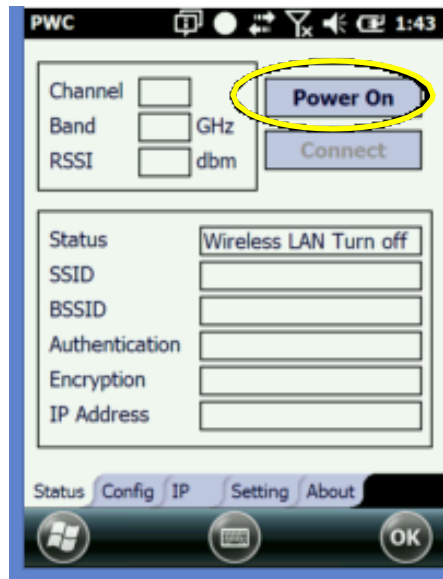 PWC 1:43
Channel
Power On
Band GHz
Connect
RSSI dbm
Status Wireless LAN Turn off
SSID
BSSID
Authentication
Encryption
IP Address
Status Config IP Setting About
OK